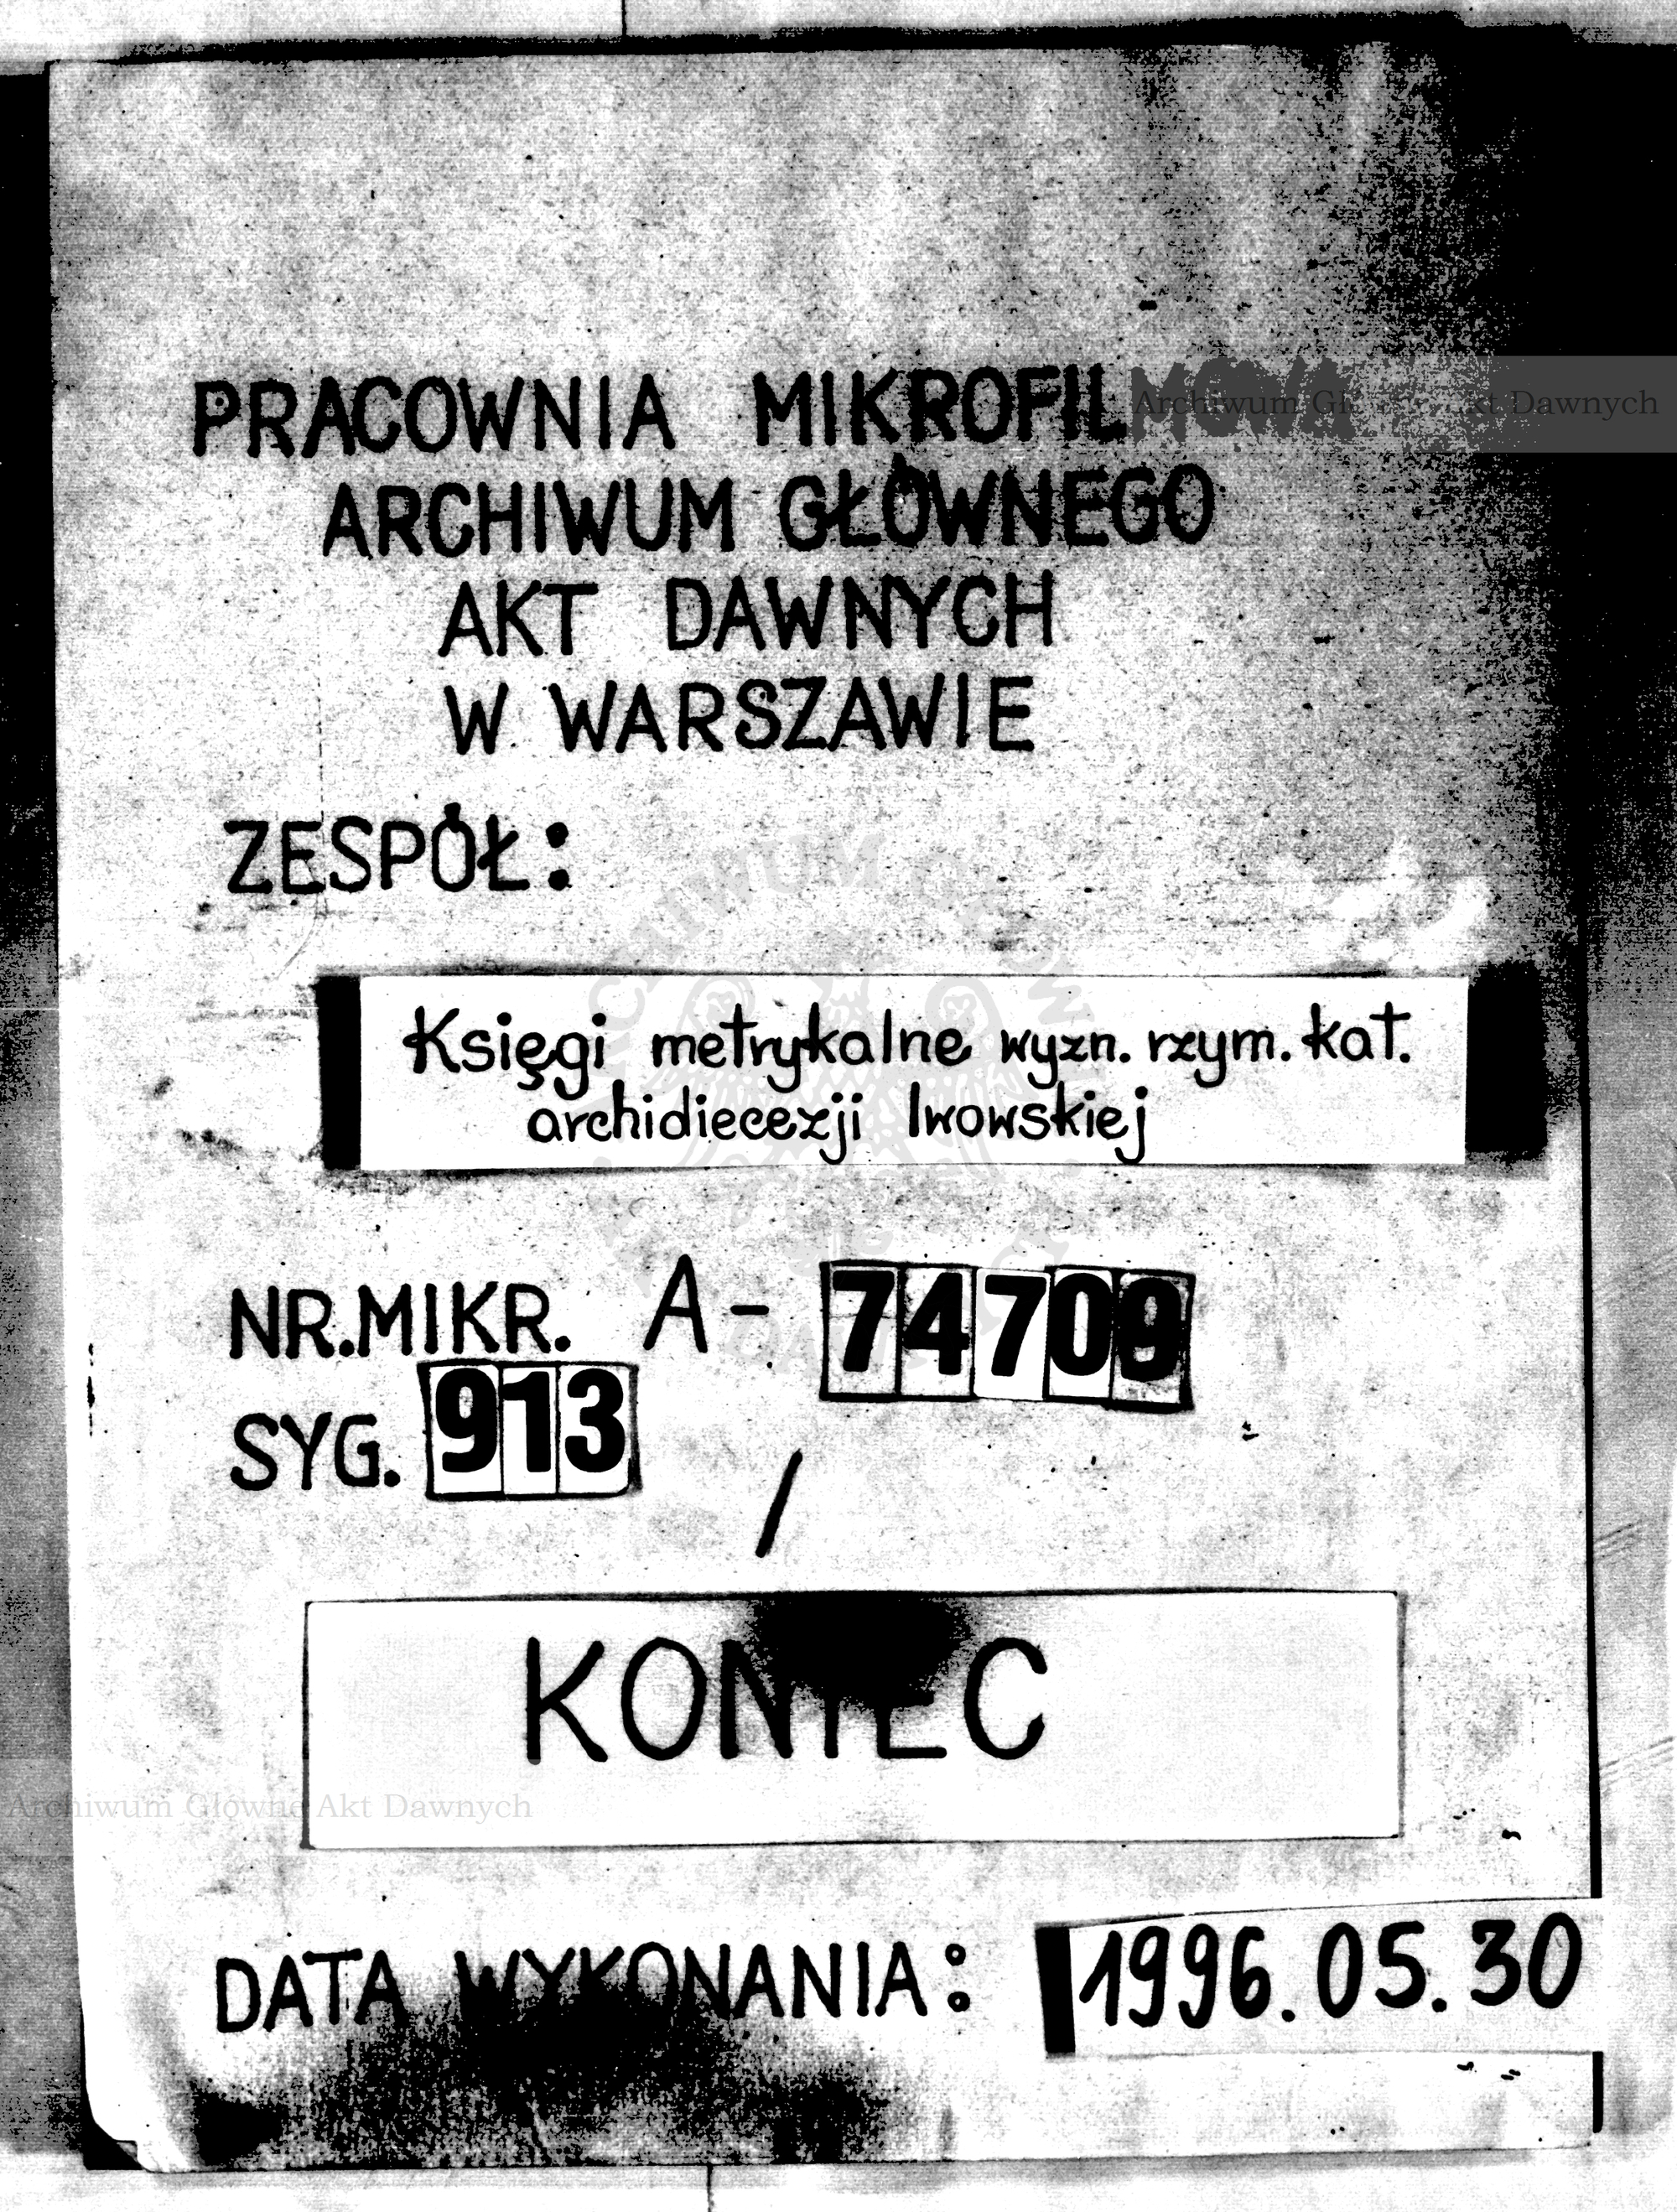 PRACOWNIA MIKROFILMOWA
ARCHIWUM GŁÓWNEGO
AKT DAWNYCH
W WARSZAWIE
ZESPÓŁ:
Księgi metrykalne wyzn. rzym. kat.
archidiecezji lwowskiej
NR.MIKR. A- 74709
SYG. 913 /
KONIEC
Archiwum Główne Akt Dawnych
DATA WYKONANIA: 1996.05.30